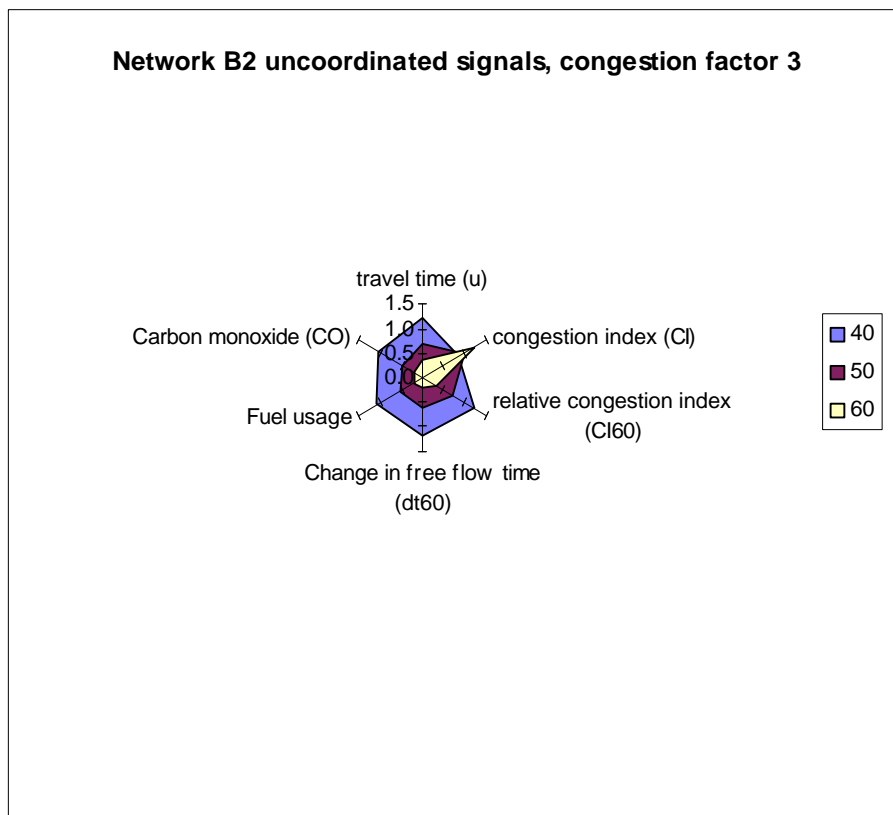 Network B2 uncoordinated signals, congestion factor 3
travel time (u)
1.5
1.0
0.5
0.0
Carbon monoxide (CO)
congestion index (CI)
Fuel usage
relative congestion index
(CI60)
Change in free flow time
(dt60)
40
50
60